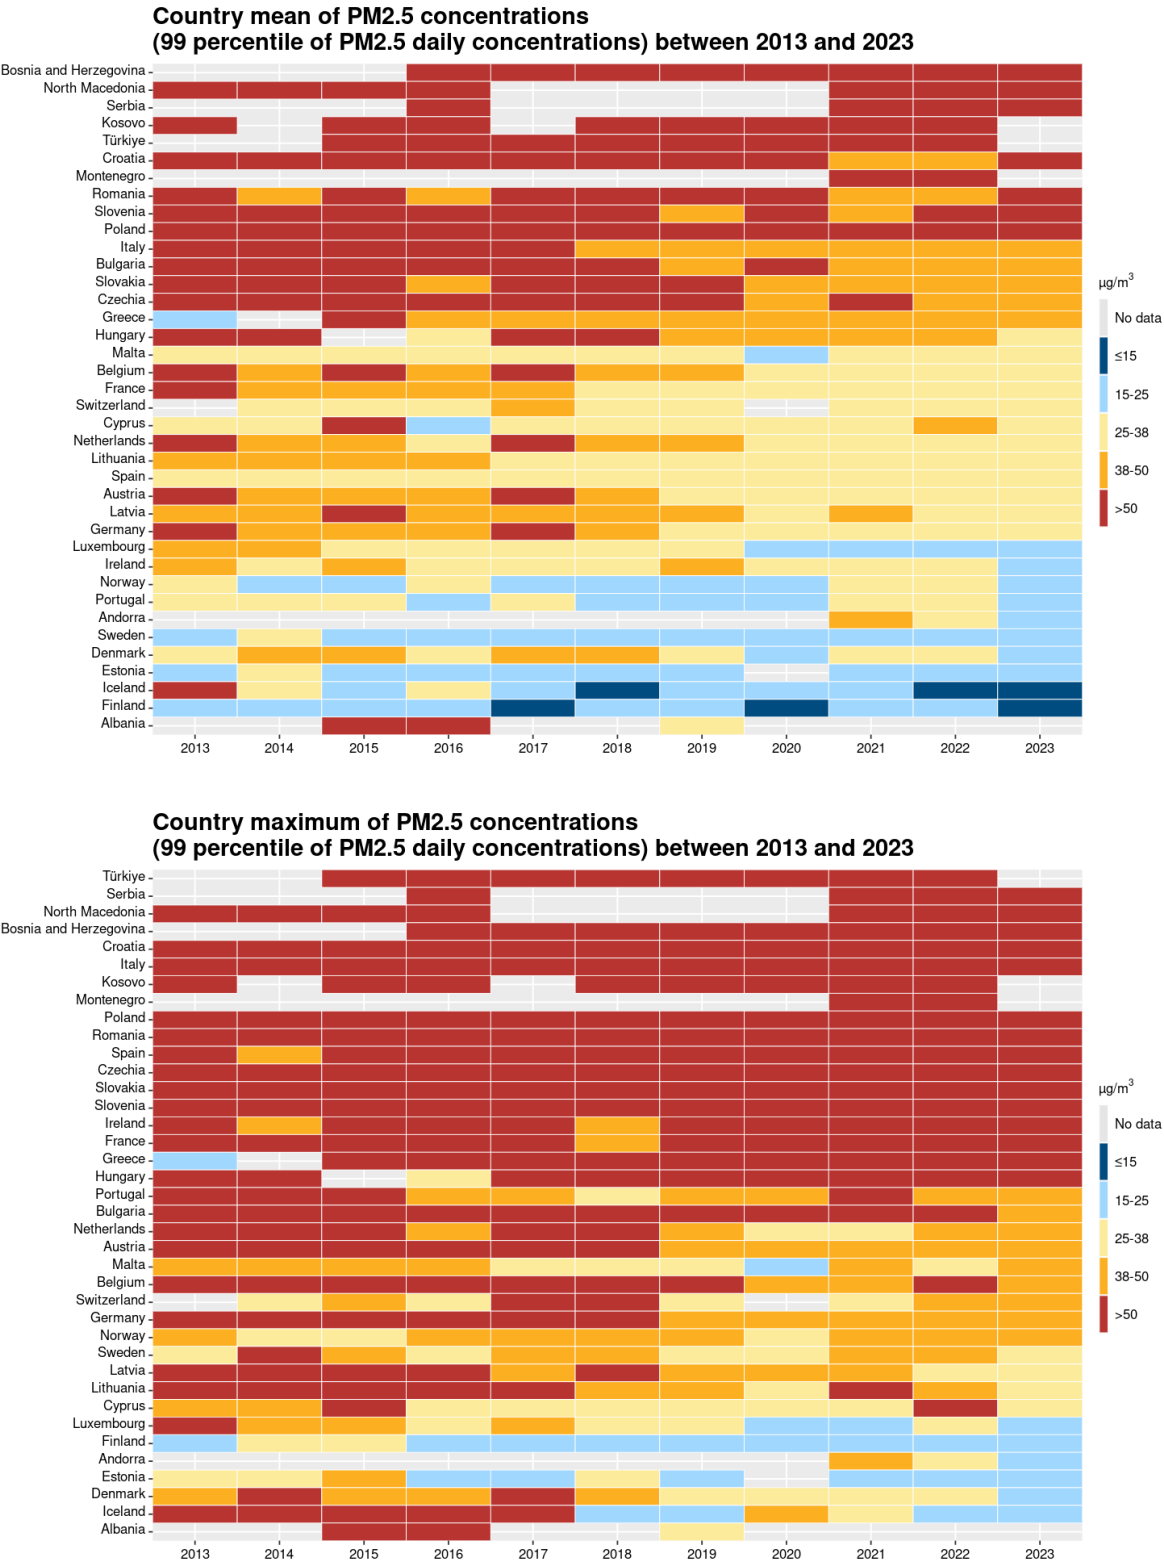 Country mean of PM2.5 concentrations
(99 percentile of PM2.5 daily concentrations) between 2013 and 2023
Bosnia and Herzegovina
North Macedonia
Serbia
Kosovo
Türkiye
Croatia
Montenegro
Romania
Slovenia
Poland
Italy
Bulgaria
Slovakia
Czechia
Greece
Hungary
Malta
Belgium
France
Switzerland
Cyprus
Netherlands
Lithuania
Spain
Austria
Latvia
Germany
Luxembourg
Ireland
Norway
Portugal
Andorra
Sweden
Denmark
Estonia
Iceland
Finland
Albania
2013 2014 2015 2016 2017 2018 2019 2020 2021 2022 2023
µg/m³
No data
≤15
15-25
25-38
38-50
>50
Country maximum of PM2.5 concentrations
(99 percentile of PM2.5 daily concentrations) between 2013 and 2023
Türkiye
Serbia
North Macedonia
Bosnia and Herzegovina
Croatia
Italy
Kosovo
Montenegro
Poland
Romania
Spain
Czechia
Slovakia
Slovenia
Ireland
France
Greece
Hungary
Portugal
Bulgaria
Netherlands
Austria
Malta
Belgium
Switzerland
Germany
Norway
Sweden
Latvia
Lithuania
Cyprus
Luxembourg
Finland
Andorra
Estonia
Denmark
Iceland
Albania
2013 2014 2015 2016 2017 2018 2019 2020 2021 2022 2023
µg/m³
No data
≤15
15-25
25-38
38-50
>50